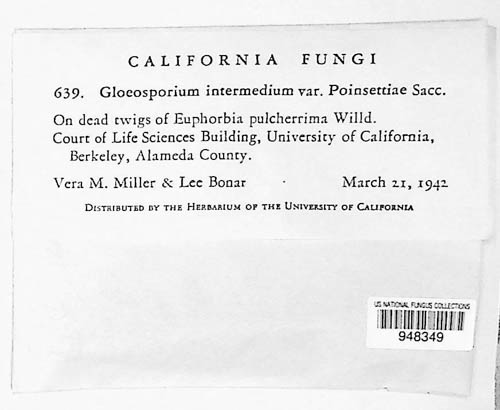 CALIFORNIA FUNGI
639. Gloeosporium intermedium var. Poinsettiae Sacc.
On dead twigs of Euphorbia pulcherrima Willd.
Court of Life Sciences Building, University of California,
Berkeley, Alameda County.
Vera M. Miller & Lee Bonar March 21, 1942
DISTRIBUTED BY THE HERBARIUM OF THE UNIVERSITY OF CALIFORNIA
US NATIONAL FUNGUS COLLECTIONS
948349